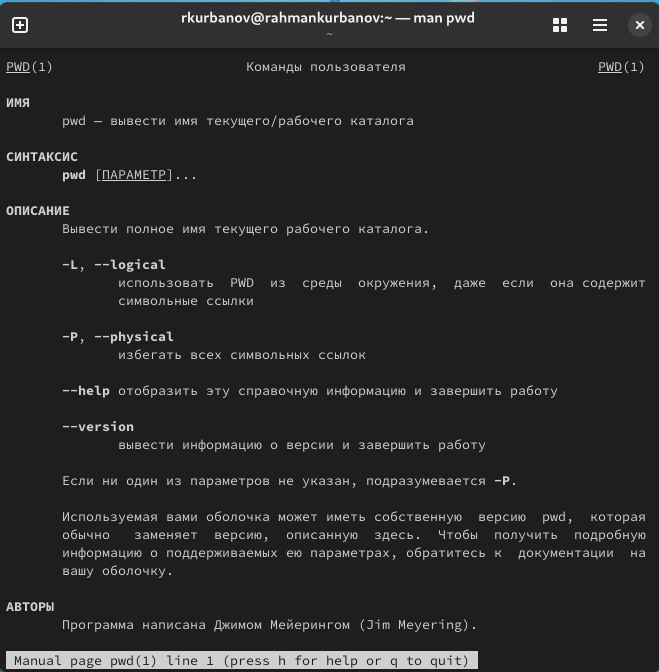 rkurbanov@rahmankurbanov:~ — man pwd
~
PWD(1) Команды пользователя PWD(1)
ИМЯ
pwd — вывести имя текущего/рабочего каталога
СИНТАКСИС
pwd [ПАРАМЕТР]...
ОПИСАНИЕ
Вывести полное имя текущего рабочего каталога.
-L, --logical
использовать PWD из среды окружения, даже если она содержит
символьные ссылки
-P, --physical
избегать всех символьных ссылок
--help отобразить эту справочную информацию и завершить работу
--version
вывести информацию о версии и завершить работу
Если ни один из параметров не указан, подразумевается -P.
Используемая вами оболочка может иметь собственную версию pwd, которая
обычно заменяет версию, описанную здесь. Чтобы получить подробную
информацию о поддерживаемых ею параметрах, обратитесь к документации на
вашу оболочку.
АВТОРЫ
Программа написана Джимом Мейерингом (Jim Meyering).
Manual page pwd(1) line 1 (press h for help or q to quit)